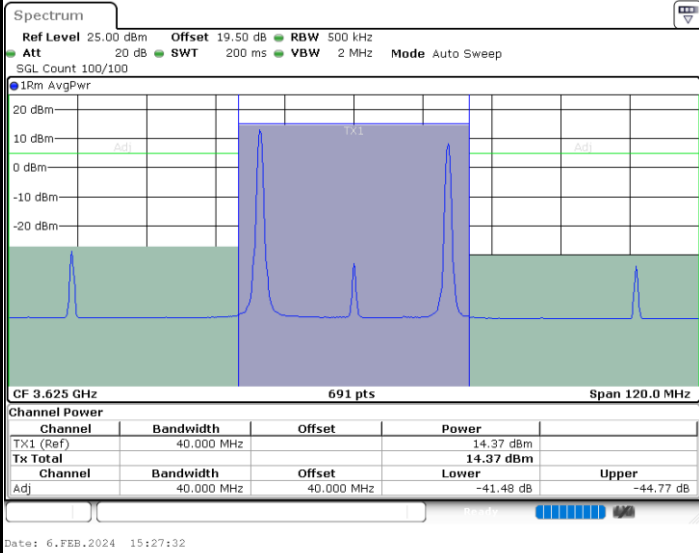 Spectrum
Ref Level 25.00 dBm Offset 19.50 dB RBW 500 kHz
Att 20 dB SWT 200 ms VBW 2 MHz Mode Auto Sweep
SGL Count 100/100
1Rm AvgPwr
20 dBm
TX1
10 dBm
Adj Adj
0 dBm
-10 dBm
-20 dBm
CF 3.625 GHz 691 pts Span 120.0 MHz
Channel Power
Channel Bandwidth Offset Power
TX1 (Ref) 40.000 MHz 14.37 dBm
Tx Total 14.37 dBm
Channel Bandwidth Offset Lower Upper
Adj 40.000 MHz 40.000 MHz -41.48 dB -44.77 dB
Ready
Date: 6.FEB.2024 15:27:32